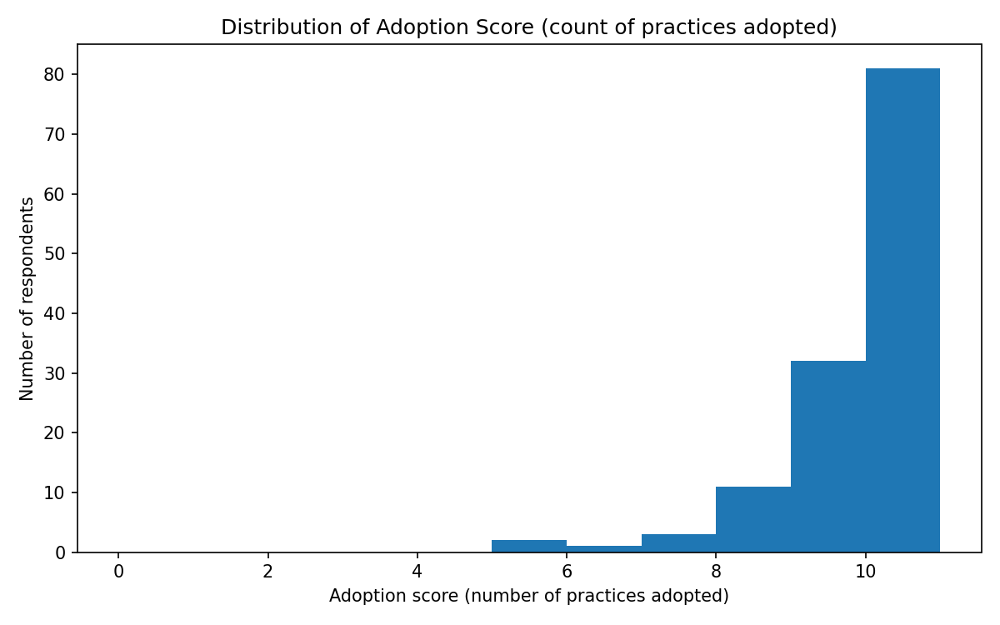 Distribution of Adoption Score (count of practices adopted)
80
70
60
50
40
30
20
10
0
Number of respondents
0 2 4 6 8 10
Adoption score (number of practices adopted)